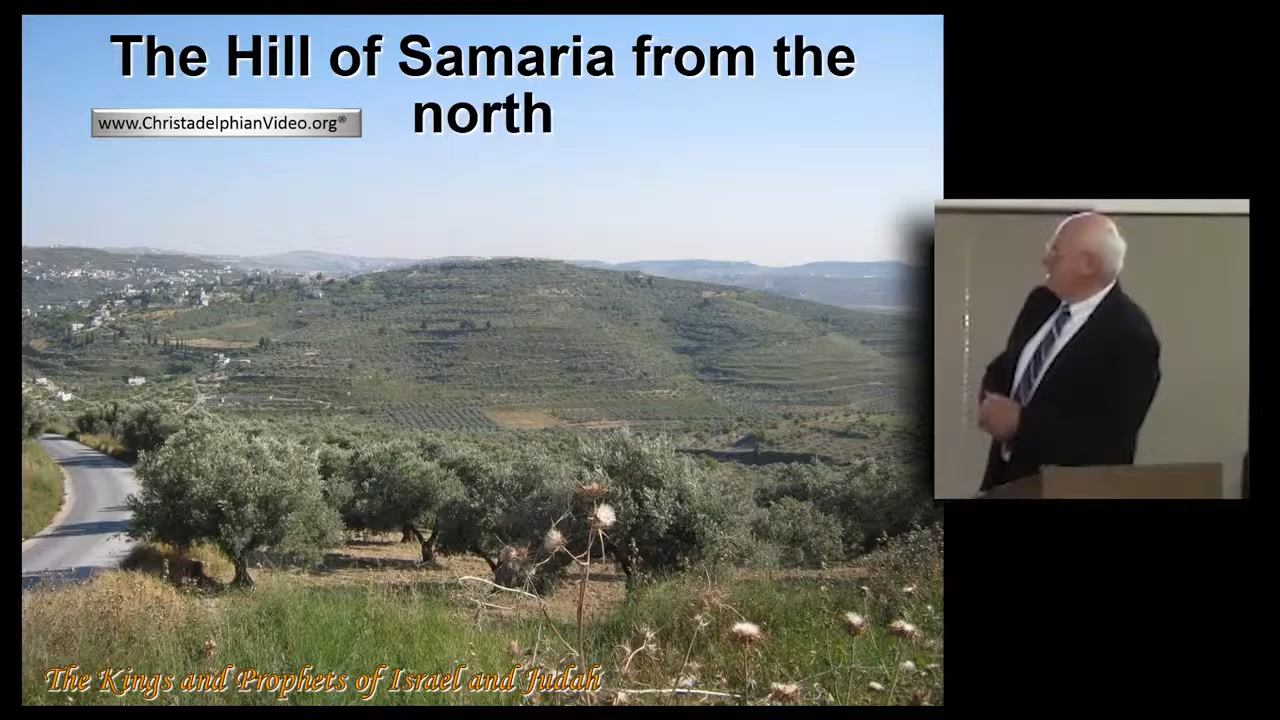 The Hill of Samaria from the
north
www.ChristadelphianVideo.org®
The Kings and Prophets of Israel and Judah